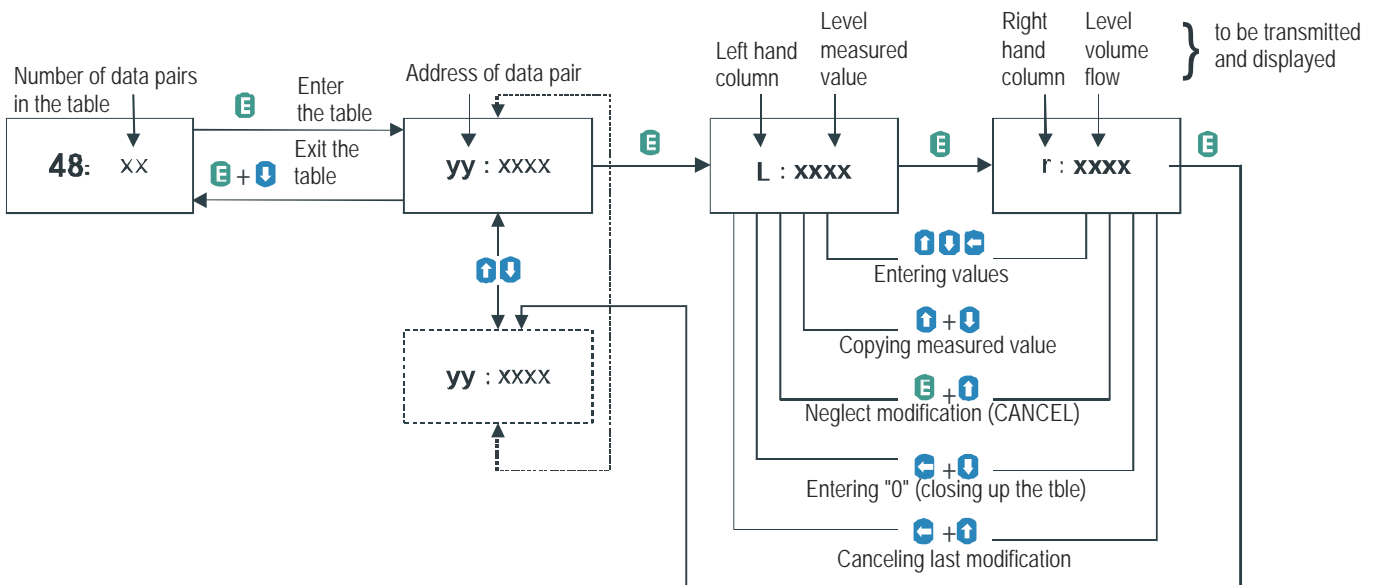 Number of data pairs
in the table
Address of data pair
Left hand
column
Level
measured
value
Right
hand
column
Level
volume
flow
}
to be transmitted
and displayed
E
Enter
the table
48: xx
E + ↓
Exit the
table
yy : xxxx
E
L : xxxx
E
r : xxxx
E
↑ ↓
↑ ↓ ←
Entering values
↑ + ↓
Copying measured value
yy : xxxx
E + ↑
Neglect modification (CANCEL)
← + ↓
Entering "0" (closing up the tble)
← + ↑
Canceling last modification